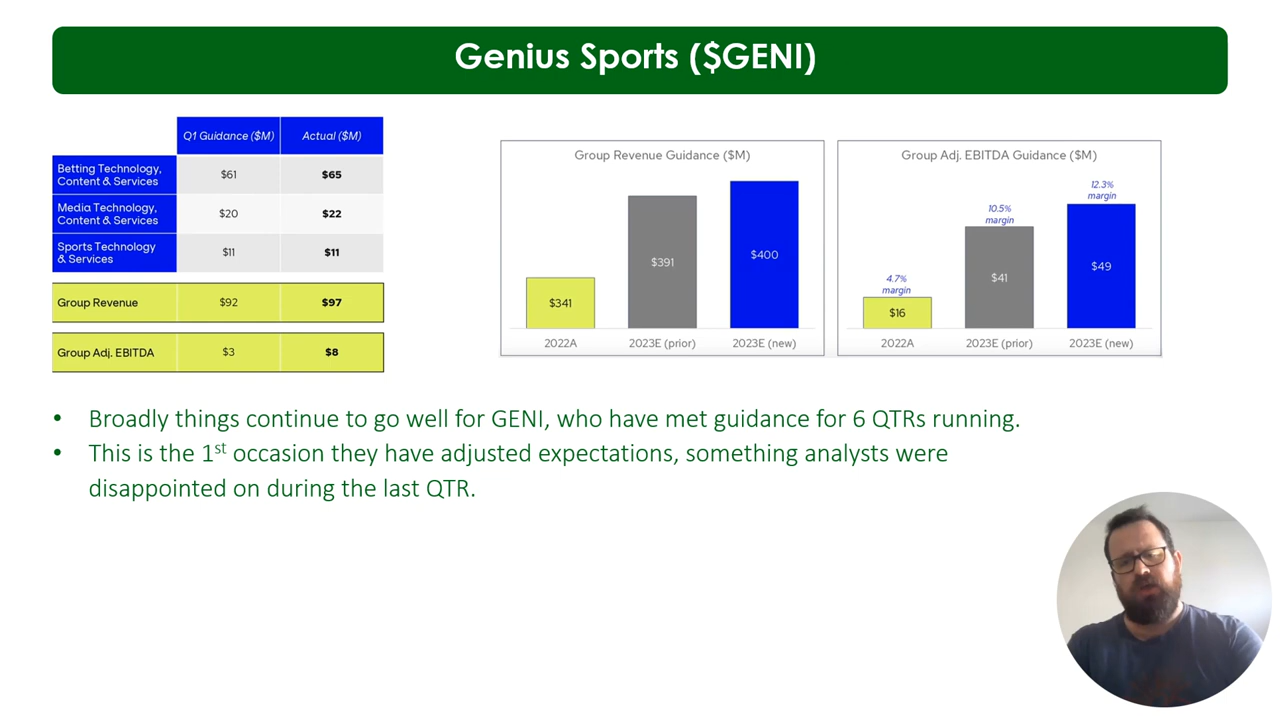 Genius Sports ($GENI)
Q1 Guidance ($M) Actual ($M)
Betting Technology,
Content & Services
$61 $65
Media Technology,
Content & Services
$20 $22
Sports Technology
& Services
$11 $11
Group Revenue $92 $97
Group Adj. EBITDA $3 $8
Group Revenue Guidance ($M)
$341
$391
$400
2022A 2023E (prior) 2023E (new)
Group Adj. EBITDA Guidance ($M)
4.7%
margin
$16
10.5%
margin
$41
12.3%
margin
$49
2022A 2023E (prior) 2023E (new)
• Broadly things continue to go well for GENI, who have met guidance for 6 QTRs running.
• This is the 1st occasion they have adjusted expectations, something analysts were
disappointed on during the last QTR.